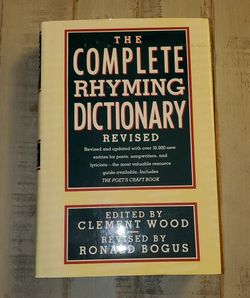 THE
COMPLETE
RHYMING
DICTIONARY
REVISED
Revised and updated with over 10,000 new
entries for poets, songwriters, and
lyricists—the most valuable resource
guide available. Includes
THE POET'S CRAFT BOOK
EDITED BY
CLEMENT WOOD
REVISED BY
RONALD BOGUS